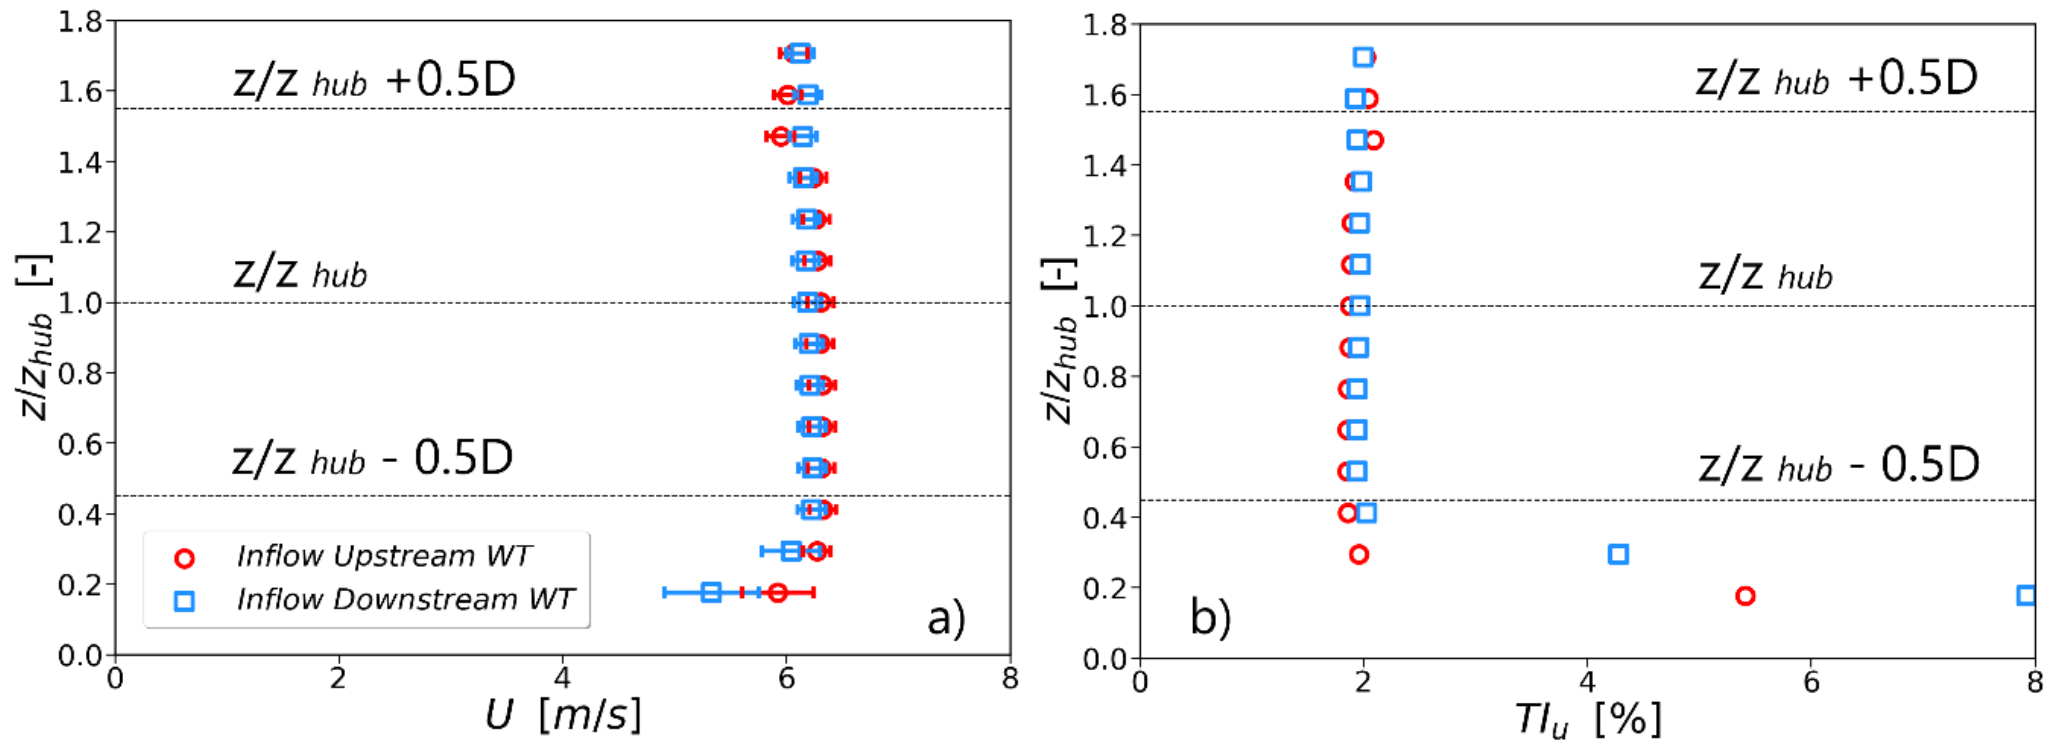 1.8
1.6
1.4
1.2
1.0
0.8
0.6
0.4
0.2
0.0
z/z_hub [-]
z/z hub +0.5D
z/z hub
z/z hub - 0.5D
Inflow Upstream WT
Inflow Downstream WT
a)
0 2 4 6 8
U [m/s]
1.8
1.6
1.4
1.2
1.0
0.8
0.6
0.4
0.2
0.0
z/z_hub [-]
z/z hub +0.5D
z/z hub
z/z hub - 0.5D
b)
0 2 4 6 8
TI_u [%]